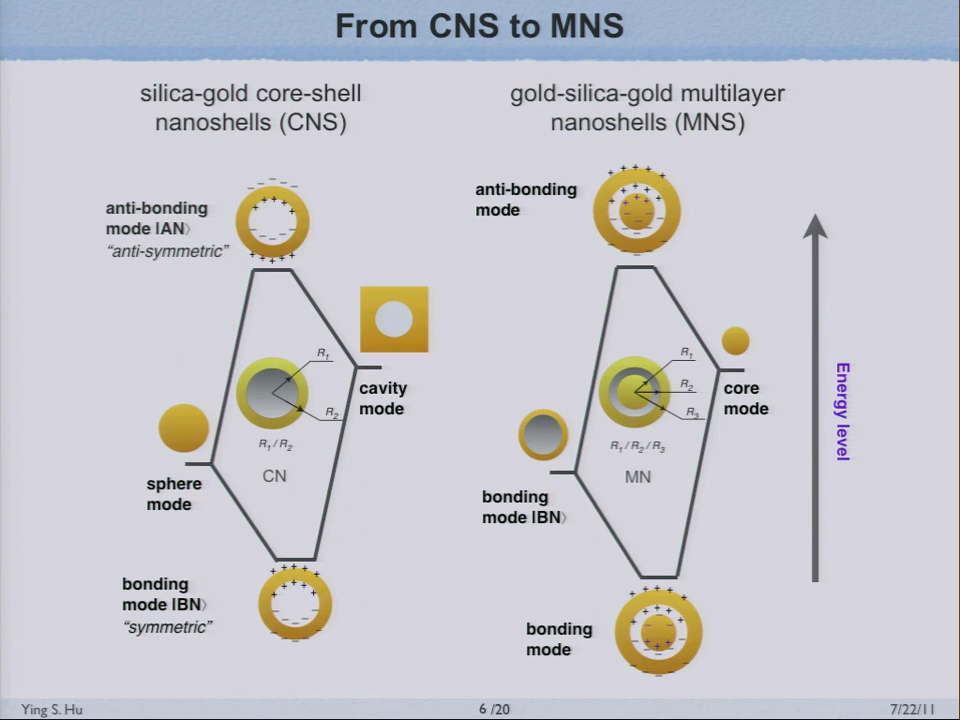 From CNS to MNS
silica-gold core-shell
nanoshells (CNS)
gold-silica-gold multilayer
nanoshells (MNS)
anti-bonding
mode |AN〉
“anti-symmetric”
R1
R2
R1 / R2
CN
cavity
mode
sphere
mode
bonding
mode |BN〉
“symmetric”
anti-bonding
mode
R1
R2
R3
R1 / R2 / R3
MN
core
mode
bonding
mode |BN〉
bonding
mode
Energy level
Ying S. Hu
6 /20
7/22/11